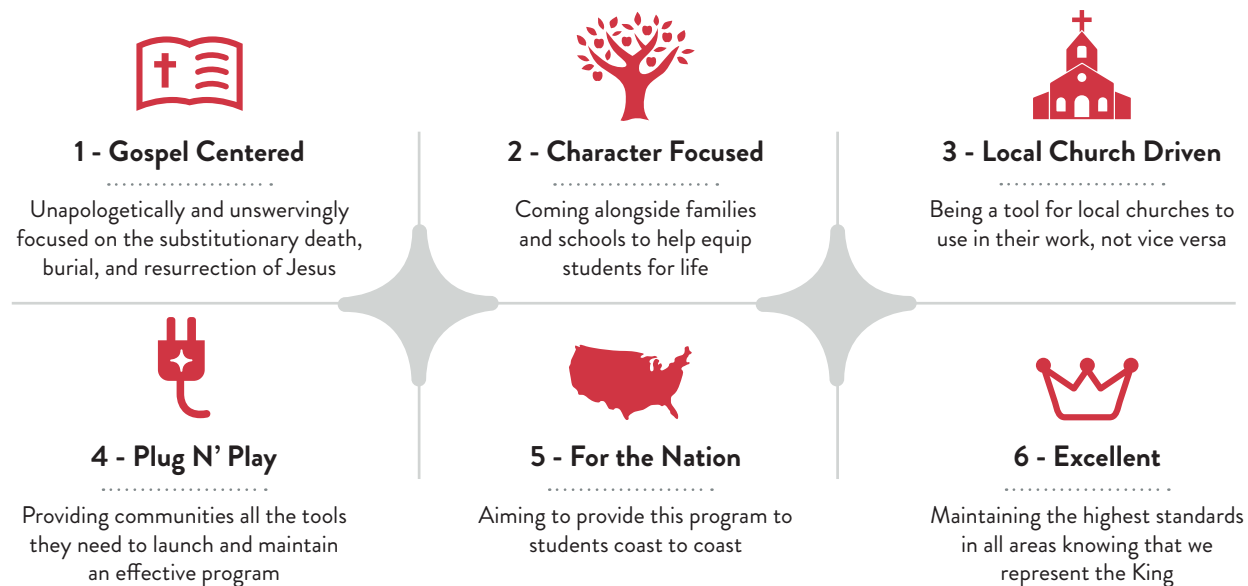 1 - Gospel Centered
Unapologetically and unswervingly
focused on the substitutionary death,
burial, and resurrection of Jesus
2 - Character Focused
Coming alongside families
and schools to help equip
students for life
3 - Local Church Driven
Being a tool for local churches to
use in their work, not vice versa
4 - Plug N’ Play
Providing communities all the tools
they need to launch and maintain
an effective program
5 - For the Nation
Aiming to provide this program to
students coast to coast
6 - Excellent
Maintaining the highest standards
in all areas knowing that we
represent the King